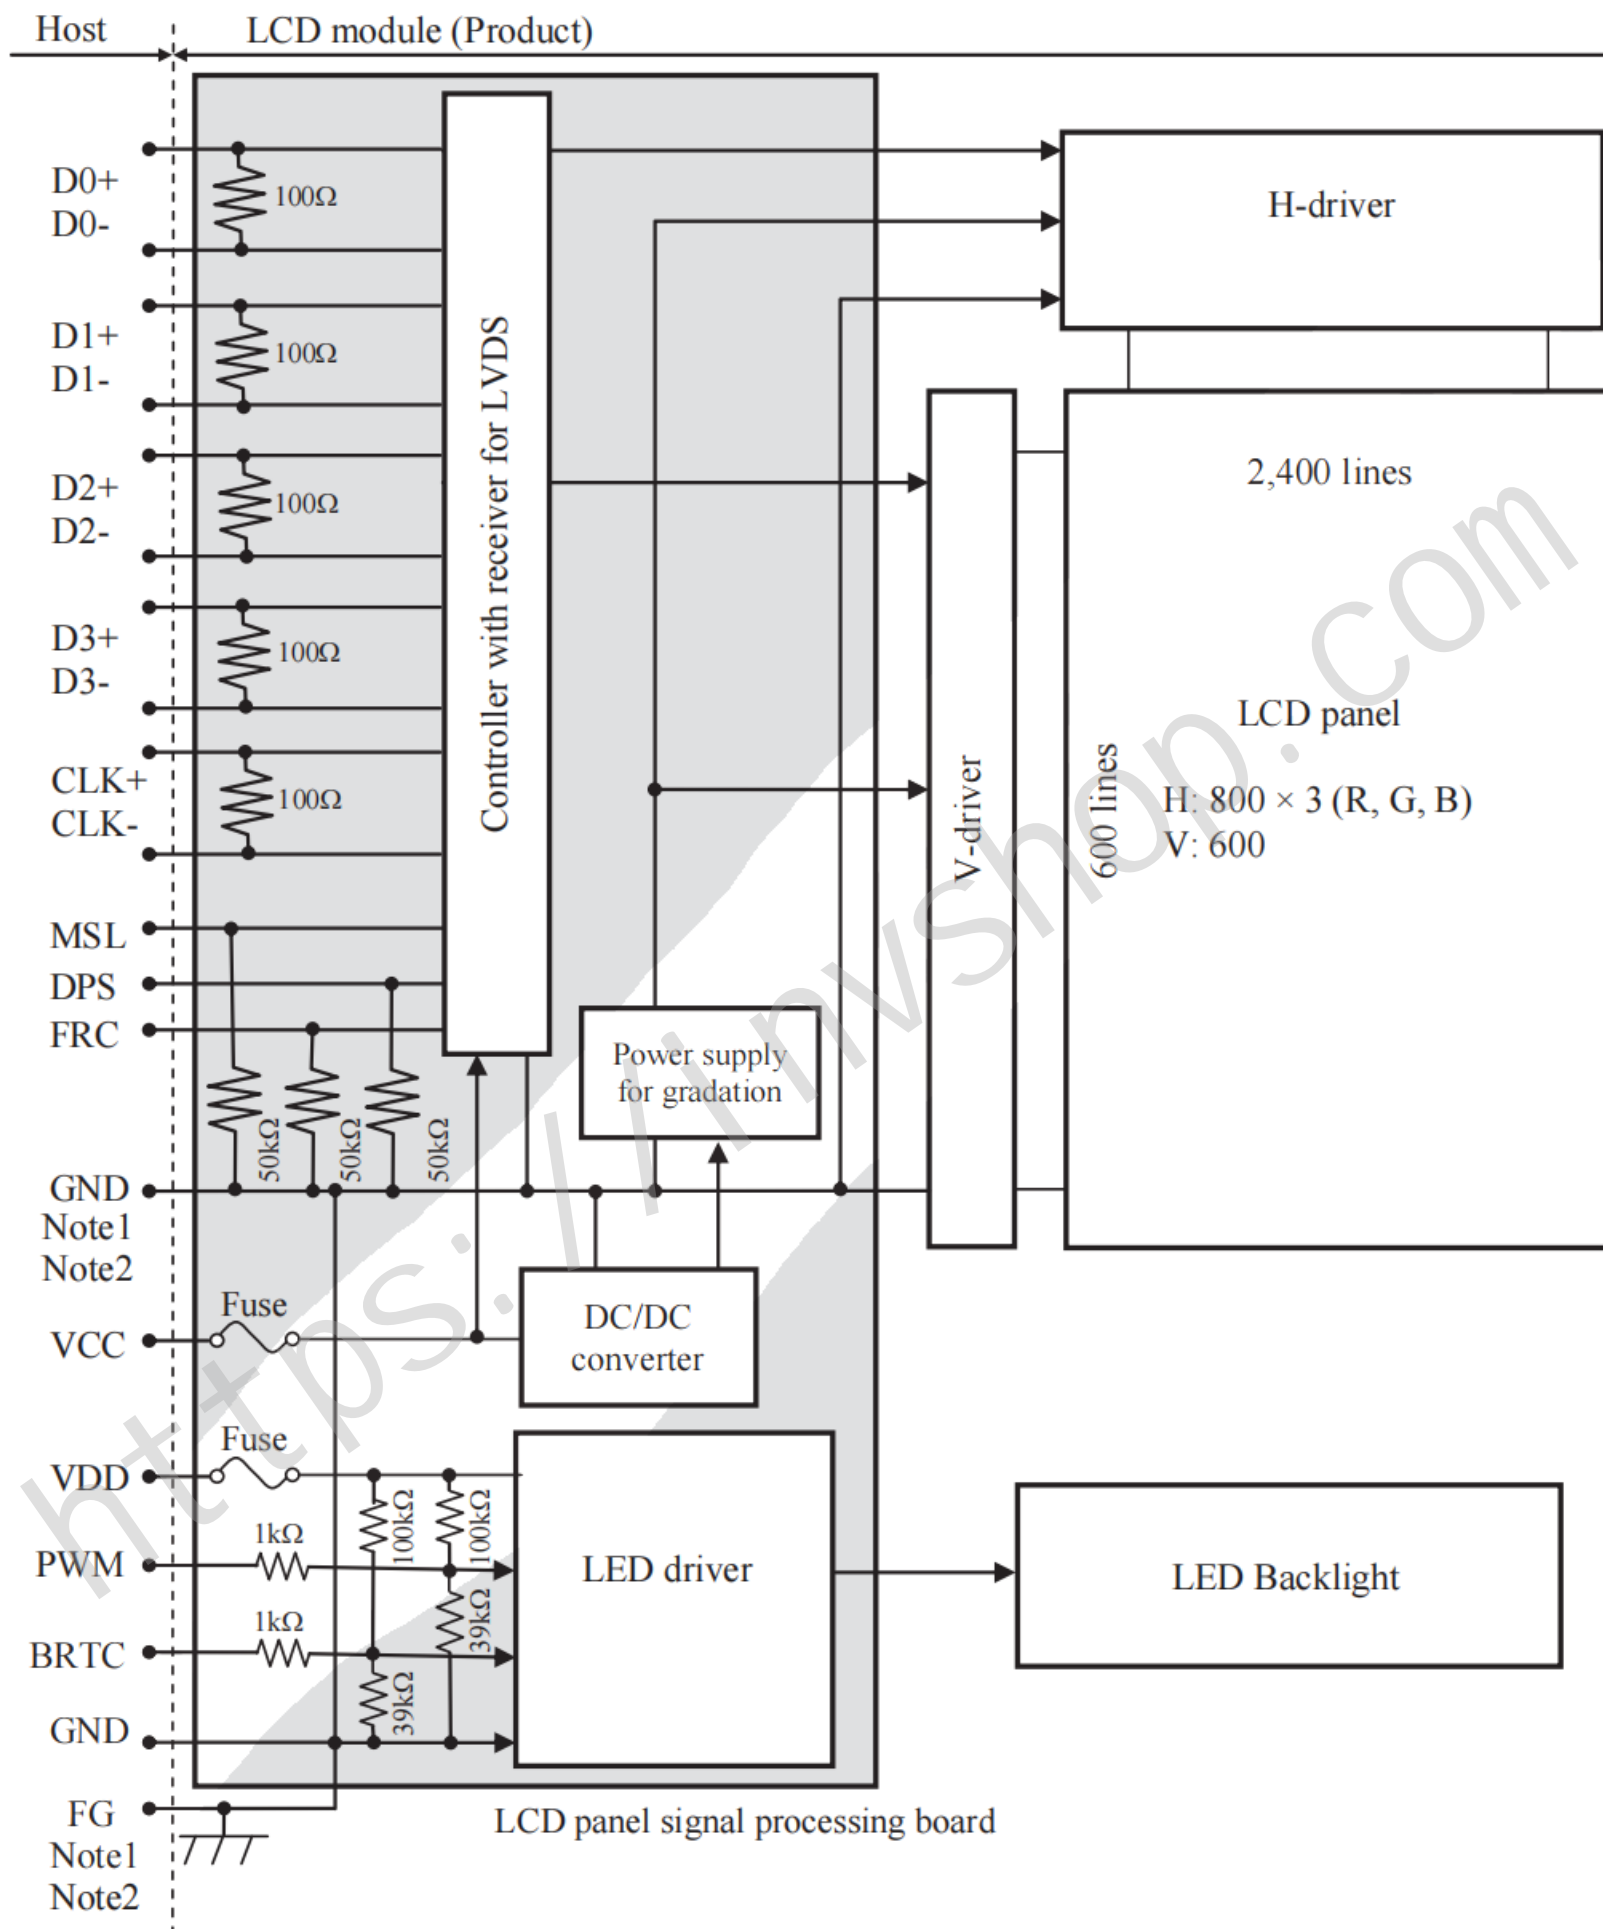 Host
LCD module (Product)
D0+
D0-
100Ω
D1+
D1-
100Ω
D2+
D2-
100Ω
D3+
D3-
100Ω
CLK+
CLK-
100Ω
MSL
DPS
FRC
50kΩ
50kΩ
50kΩ
GND
Note1
Note2
Controller with receiver for LVDS
H-driver
V-driver
2,400 lines
600 lines
LCD panel
H: 800 × 3 (R, G, B)
V: 600
Power supply
for gradation
Fuse
VCC
DC/DC
converter
Fuse
VDD
100kΩ
100kΩ
1kΩ
PWM
39kΩ
1kΩ
BRTC
39kΩ
GND
LED driver
LED Backlight
FG
Note1
Note2
LCD panel signal processing board
https://invshop.com